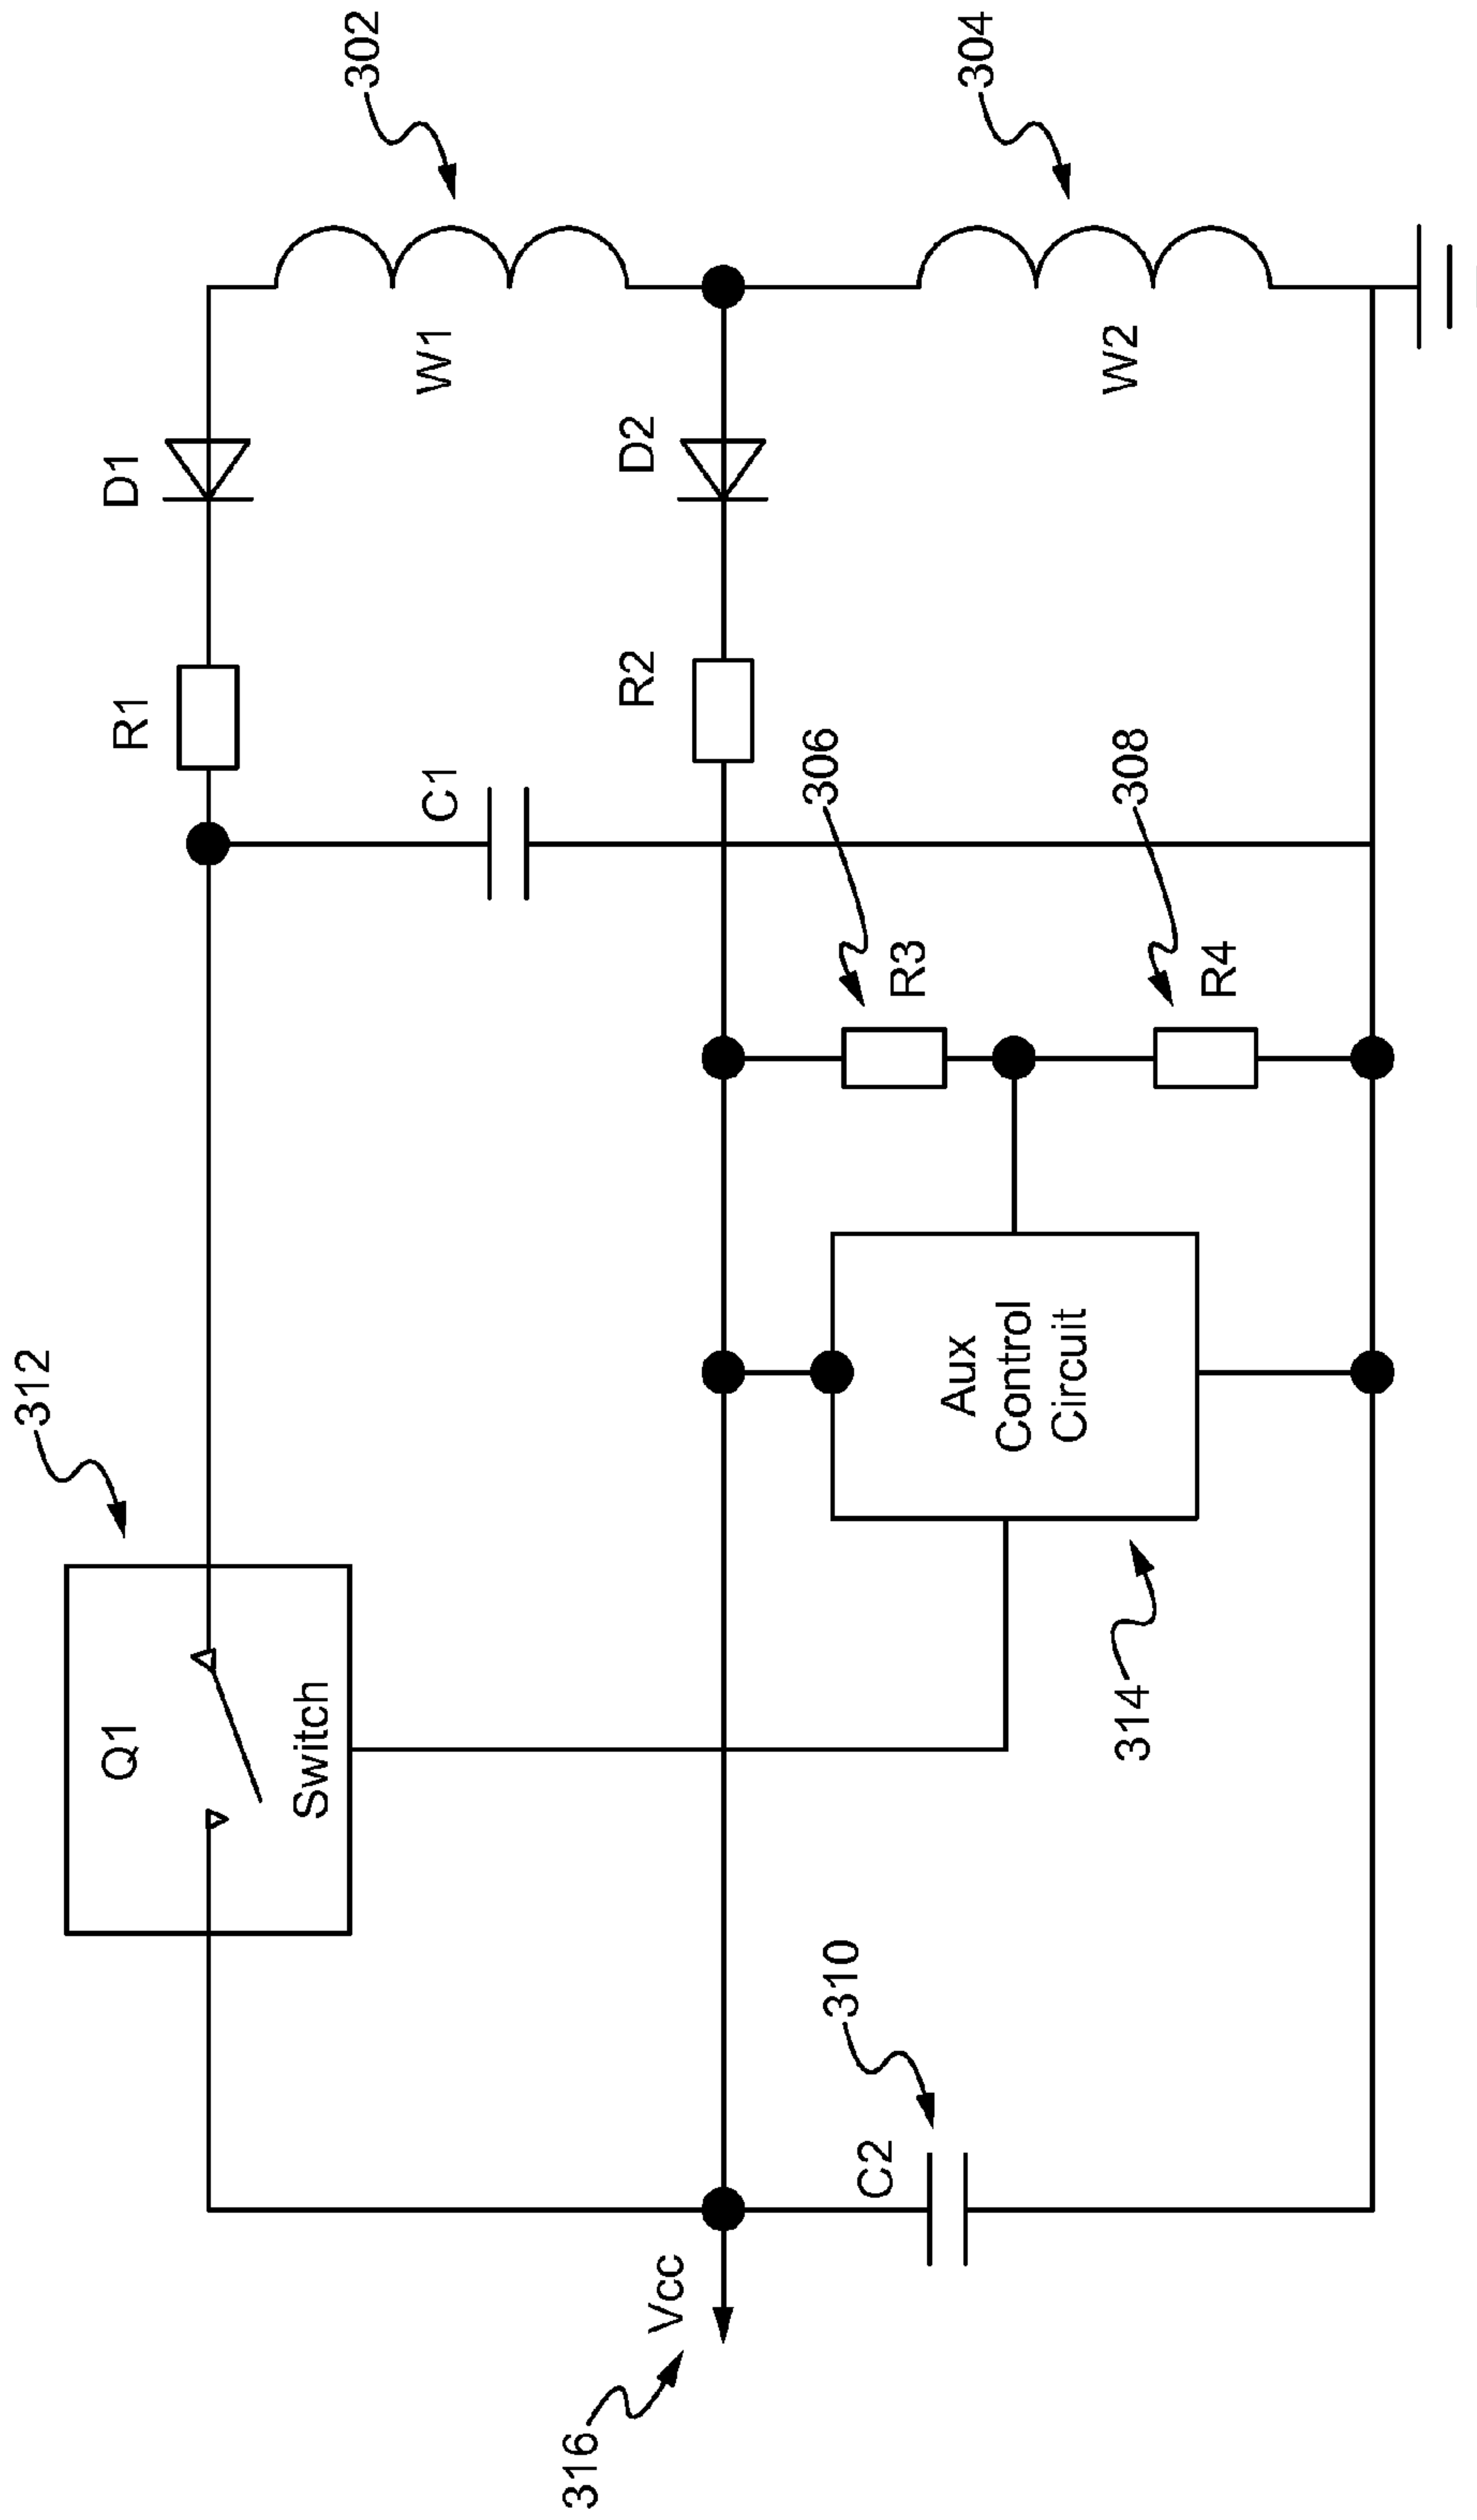 312
Q1
Switch
R1
D1
302
W1
C1
316
Vcc
R2
D2
310
C2
306
R3
304
W2
314
Aux
Control
Circuit
308
R4